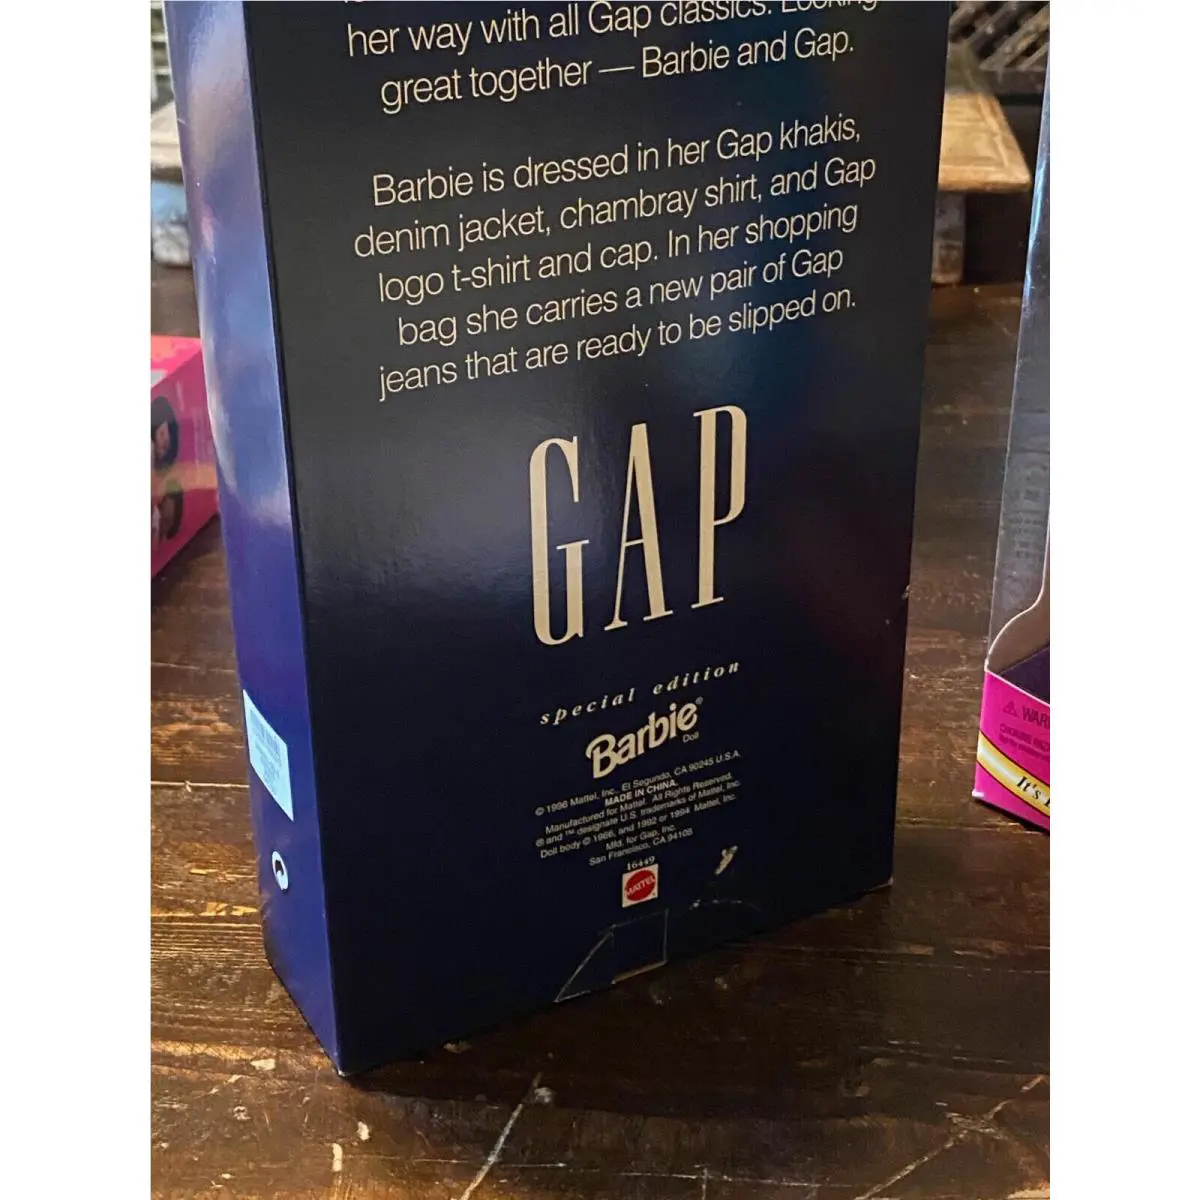 her way with all Gap classics. Looking
great together — Barbie and Gap.
Barbie is dressed in her Gap khakis,
denim jacket, chambray shirt, and Gap
logo t-shirt and cap. In her shopping
bag she carries a new pair of Gap
jeans that are ready to be slipped on.
GAP
special edition
Barbie®
Doll
© 1996 Mattel, Inc., El Segundo, CA 90245 U.S.A.
MADE IN CHINA.
Manufactured for Mattel. All Rights Reserved.
® and ™ designate U.S. trademarks of Mattel, Inc.
Doll body © 1966, and 1992 or 1994 Mattel, Inc.
Mfd. for Gap, Inc.
San Francisco, CA 94105
16449
MATTEL
⚠ WAR
It's